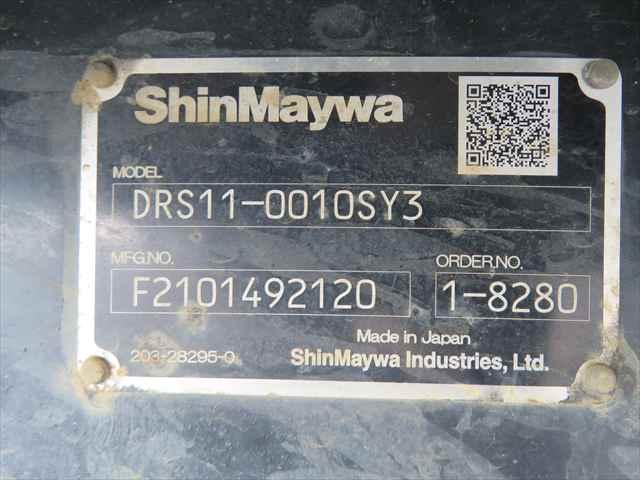 ShinMaywa
MODEL
DRS11-0010SY3
MFG.NO. ORDER.NO.
F2101492120 1-8280
Made in Japan
203-28295-0 ShinMaywa Industries, Ltd.